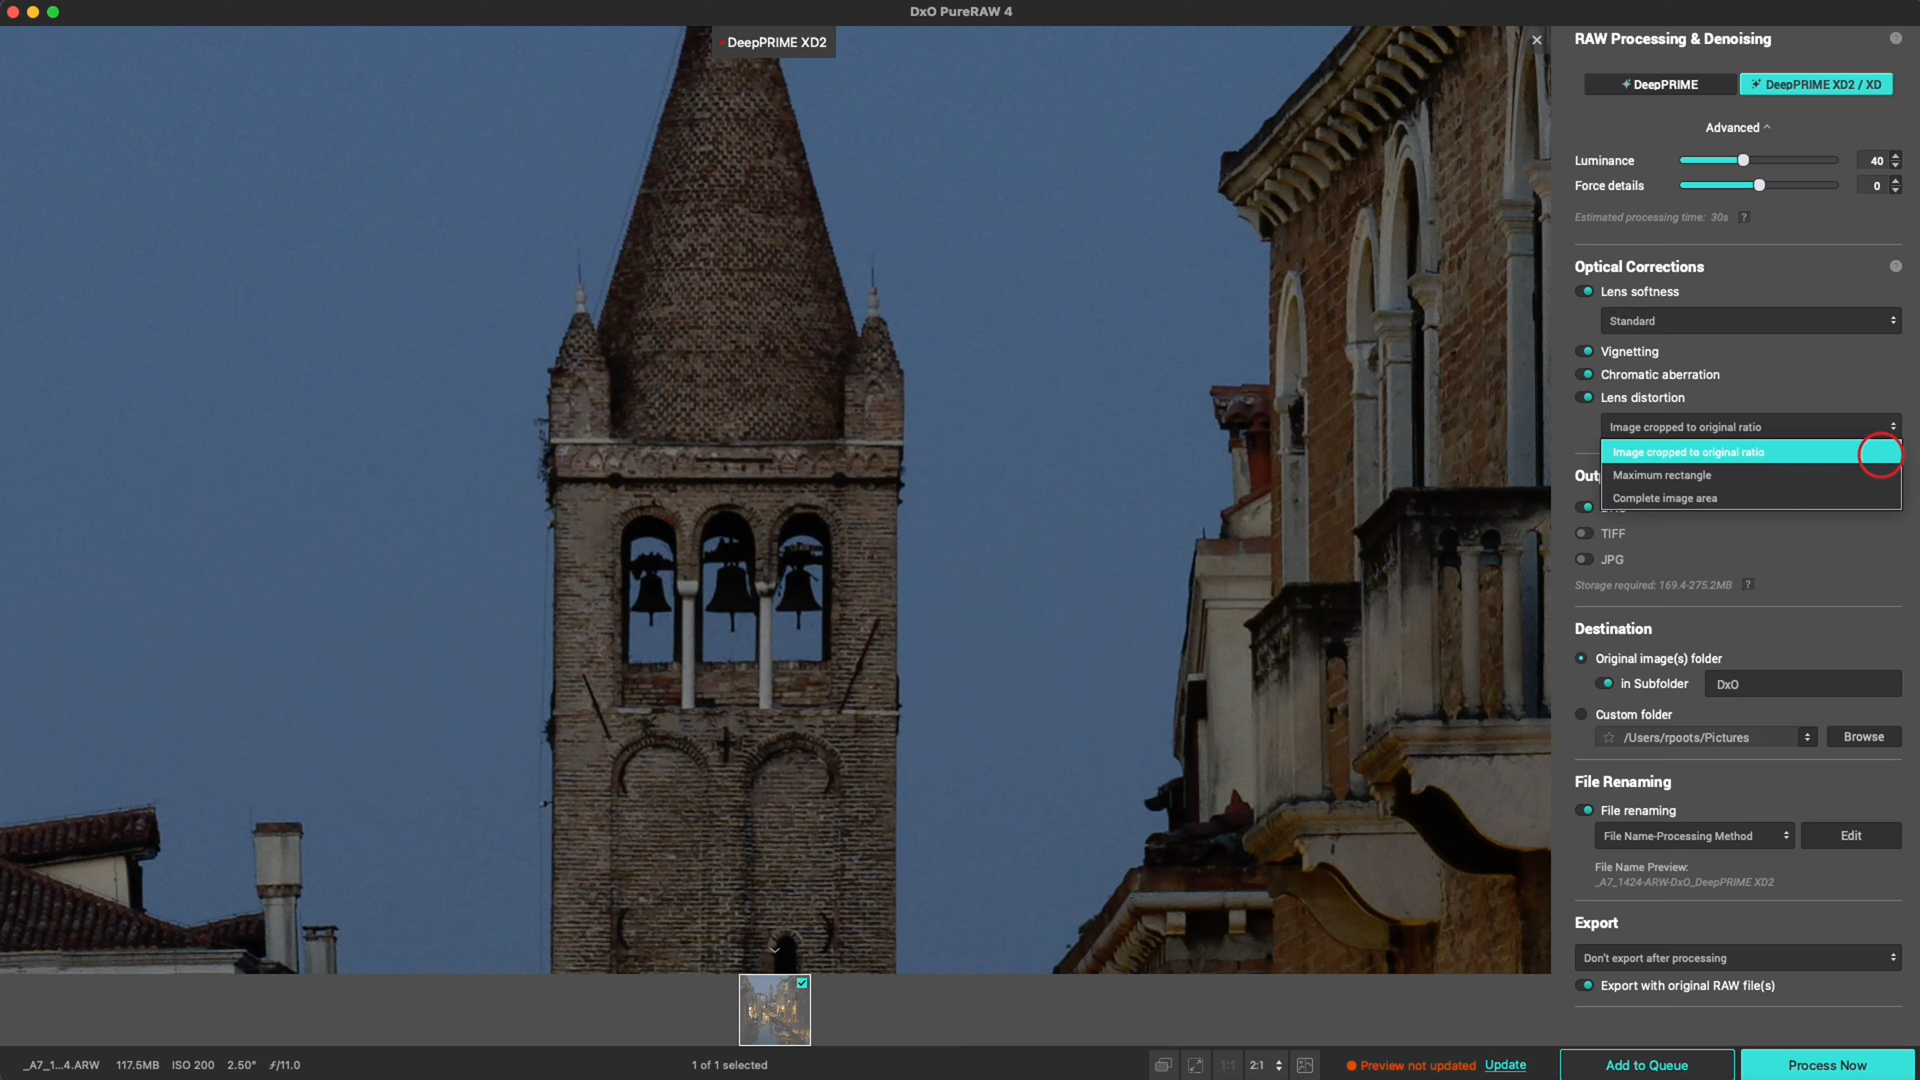 DxO PureRAW 4
DeepPRIME XD2
RAW Processing & Denoising
DeepPRIME
DeepPRIME XD2 / XD
Advanced
Luminance
40
Force details
0
Estimated processing time: 30s ?
Optical Corrections
Lens softness
Standard
Vignetting
Chromatic aberration
Lens distortion
Image cropped to original ratio
Image cropped to original ratio
Maximum rectangle
Complete image area
TIFF
JPG
Storage required: 169.4-275.2MB ?
Destination
Original image(s) folder
in Subfolder
DxO
Custom folder
/Users/rpoots/Pictures
Browse
File Renaming
File renaming
File Name-Processing Method
Edit
File Name Preview:
_A7_1424-ARW-DxO_DeepPRIME XD2
Export
Don't export after processing
Export with original RAW file(s)
_A7_1...4.ARW 117.5MB ISO 200 2.50" ƒ/11.0
1 of 1 selected
1:1
2:1
Preview not updated Update
Add to Queue
Process Now